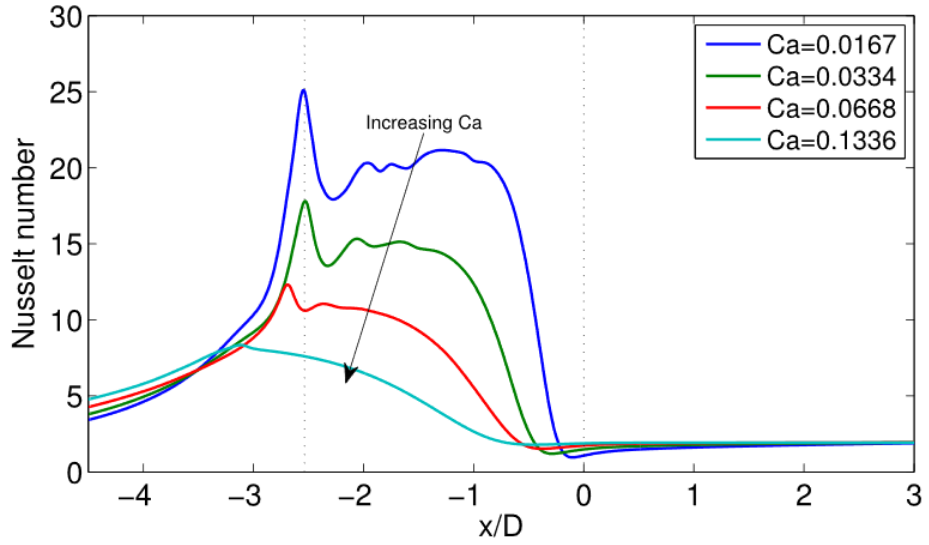 30
25
20
15
10
5
0
Nusselt number
Ca=0.0167
Ca=0.0334
Ca=0.0668
Ca=0.1336
Increasing Ca
−4 −3 −2 −1 0 1 2 3
x/D